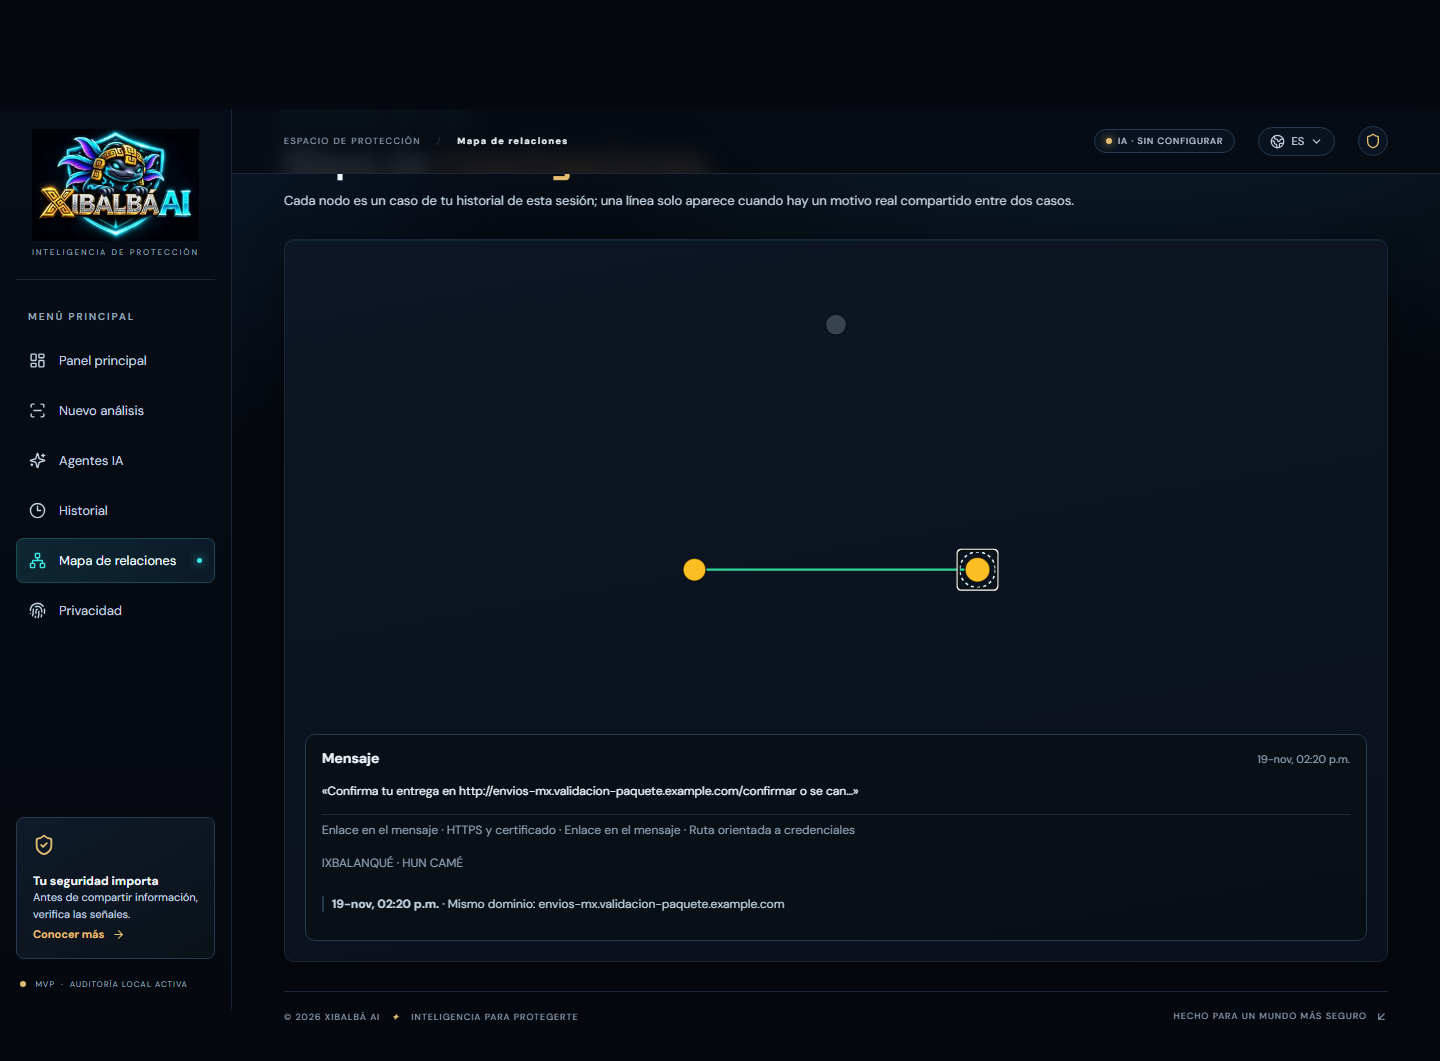 XIBALBÁ AI
INTELIGENCIA DE PROTECCIÓN
MENÚ PRINCIPAL
Panel principal
Nuevo análisis
Agentes IA
Historial
Mapa de relaciones
Privacidad
Tu seguridad importa
Antes de compartir información,
verifica las señales.
Conocer más
MVP · AUDITORÍA LOCAL ACTIVA
ESPACIO DE PROTECCIÓN / Mapa de relaciones
IA · SIN CONFIGURAR
ES
Cada nodo es un caso de tu historial de esta sesión; una línea solo aparece cuando hay un motivo real compartido entre dos casos.
Mensaje
19-nov, 02:20 p.m.
«Confirma tu entrega en http://envios-mx.validacion-paquete.example.com/confirmar o se can…»
Enlace en el mensaje · HTTPS y certificado · Enlace en el mensaje · Ruta orientada a credenciales
IXBALANQUÉ · HUN CAMÉ
19-nov, 02:20 p.m. · Mismo dominio: envios-mx.validacion-paquete.example.com
© 2026 XIBALBÁ AI ✦ INTELIGENCIA PARA PROTEGERTE
HECHO PARA UN MUNDO MÁS SEGURO